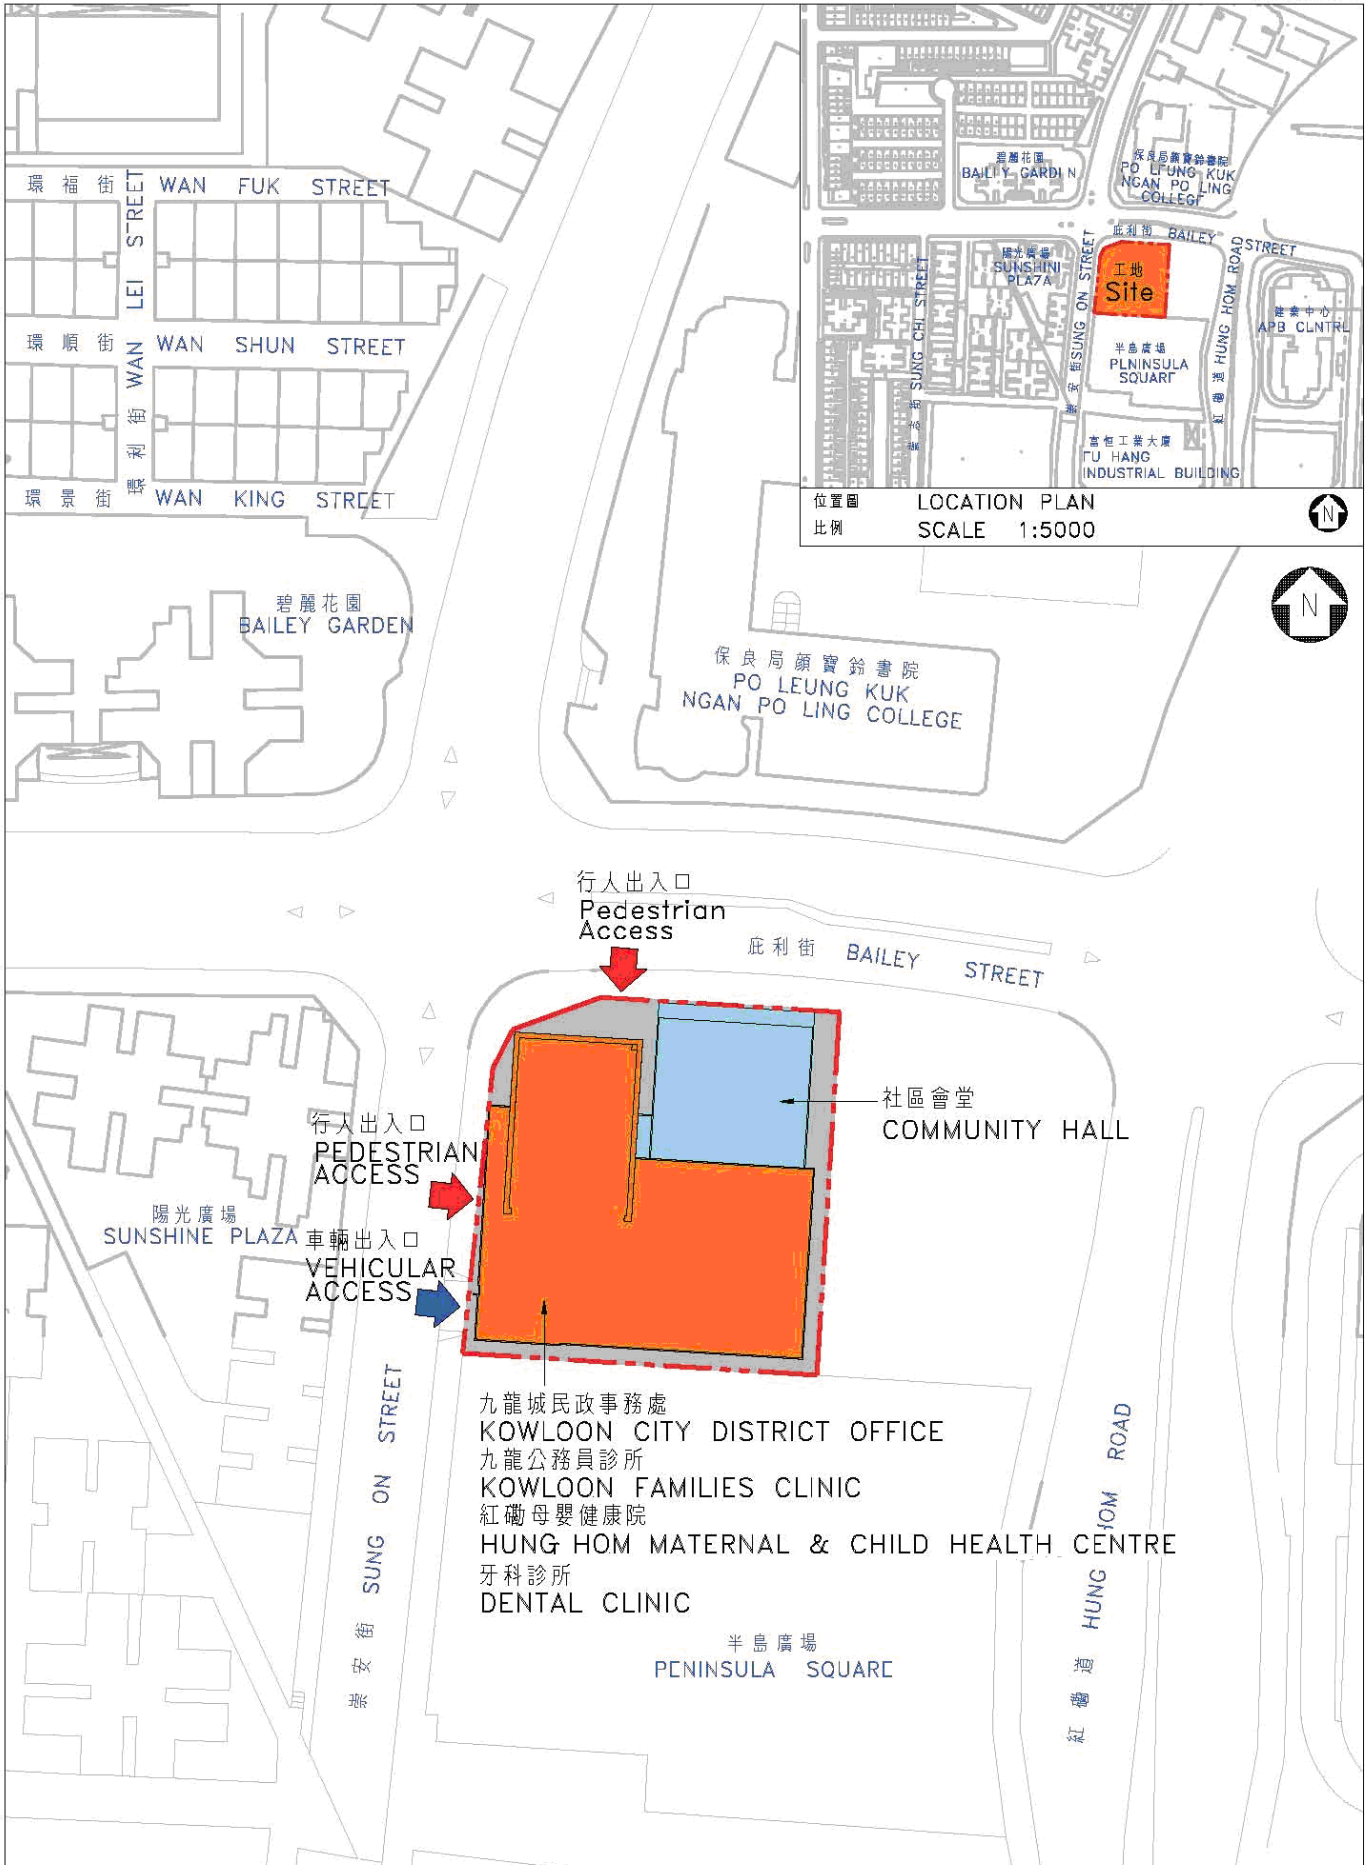 環福街 WAN FUK STREET
環順街 WAN SHUN STREET
環景街 WAN KING STREET
環利街 WAN LEI STREET
碧麗花園
BAILEY GARDEN
保良局顏寶鈴書院
PO LEUNG KUK
NGAN PO LING COLLEGE
碧麗花園
BAILEY GARDEN
保良局顏寶鈴書院
PO LEUNG KUK
NGAN PO LING
COLLEGE
庇利街 BAILEY STREET
陽光廣場
SUNSHINE
PLAZA
工地
Site
SUNG CHI STREET
崇安街 SUNG ON STREET
紅磡道 HUNG HOM ROAD
建業中心
APB CENTRE
半島廣場
PENINSULA
SQUARE
富恒工業大廈
FU HANG
INDUSTRIAL BUILDING
位置圖 LOCATION PLAN
比例 SCALE 1:5000
N
N
行人出入口
Pedestrian
Access
庇利街 BAILEY STREET
社區會堂
COMMUNITY HALL
行人出入口
PEDESTRIAN
ACCESS
陽光廣場
SUNSHINE PLAZA
車輛出入口
VEHICULAR
ACCESS
九龍城民政事務處
KOWLOON CITY DISTRICT OFFICE
九龍公務員診所
KOWLOON FAMILIES CLINIC
紅磡母嬰健康院
HUNG HOM MATERNAL & CHILD HEALTH CENTRE
牙科診所
DENTAL CLINIC
崇安街 SUNG ON STREET
紅磡道 HUNG HOM ROAD
半島廣場
PENINSULA SQUARE